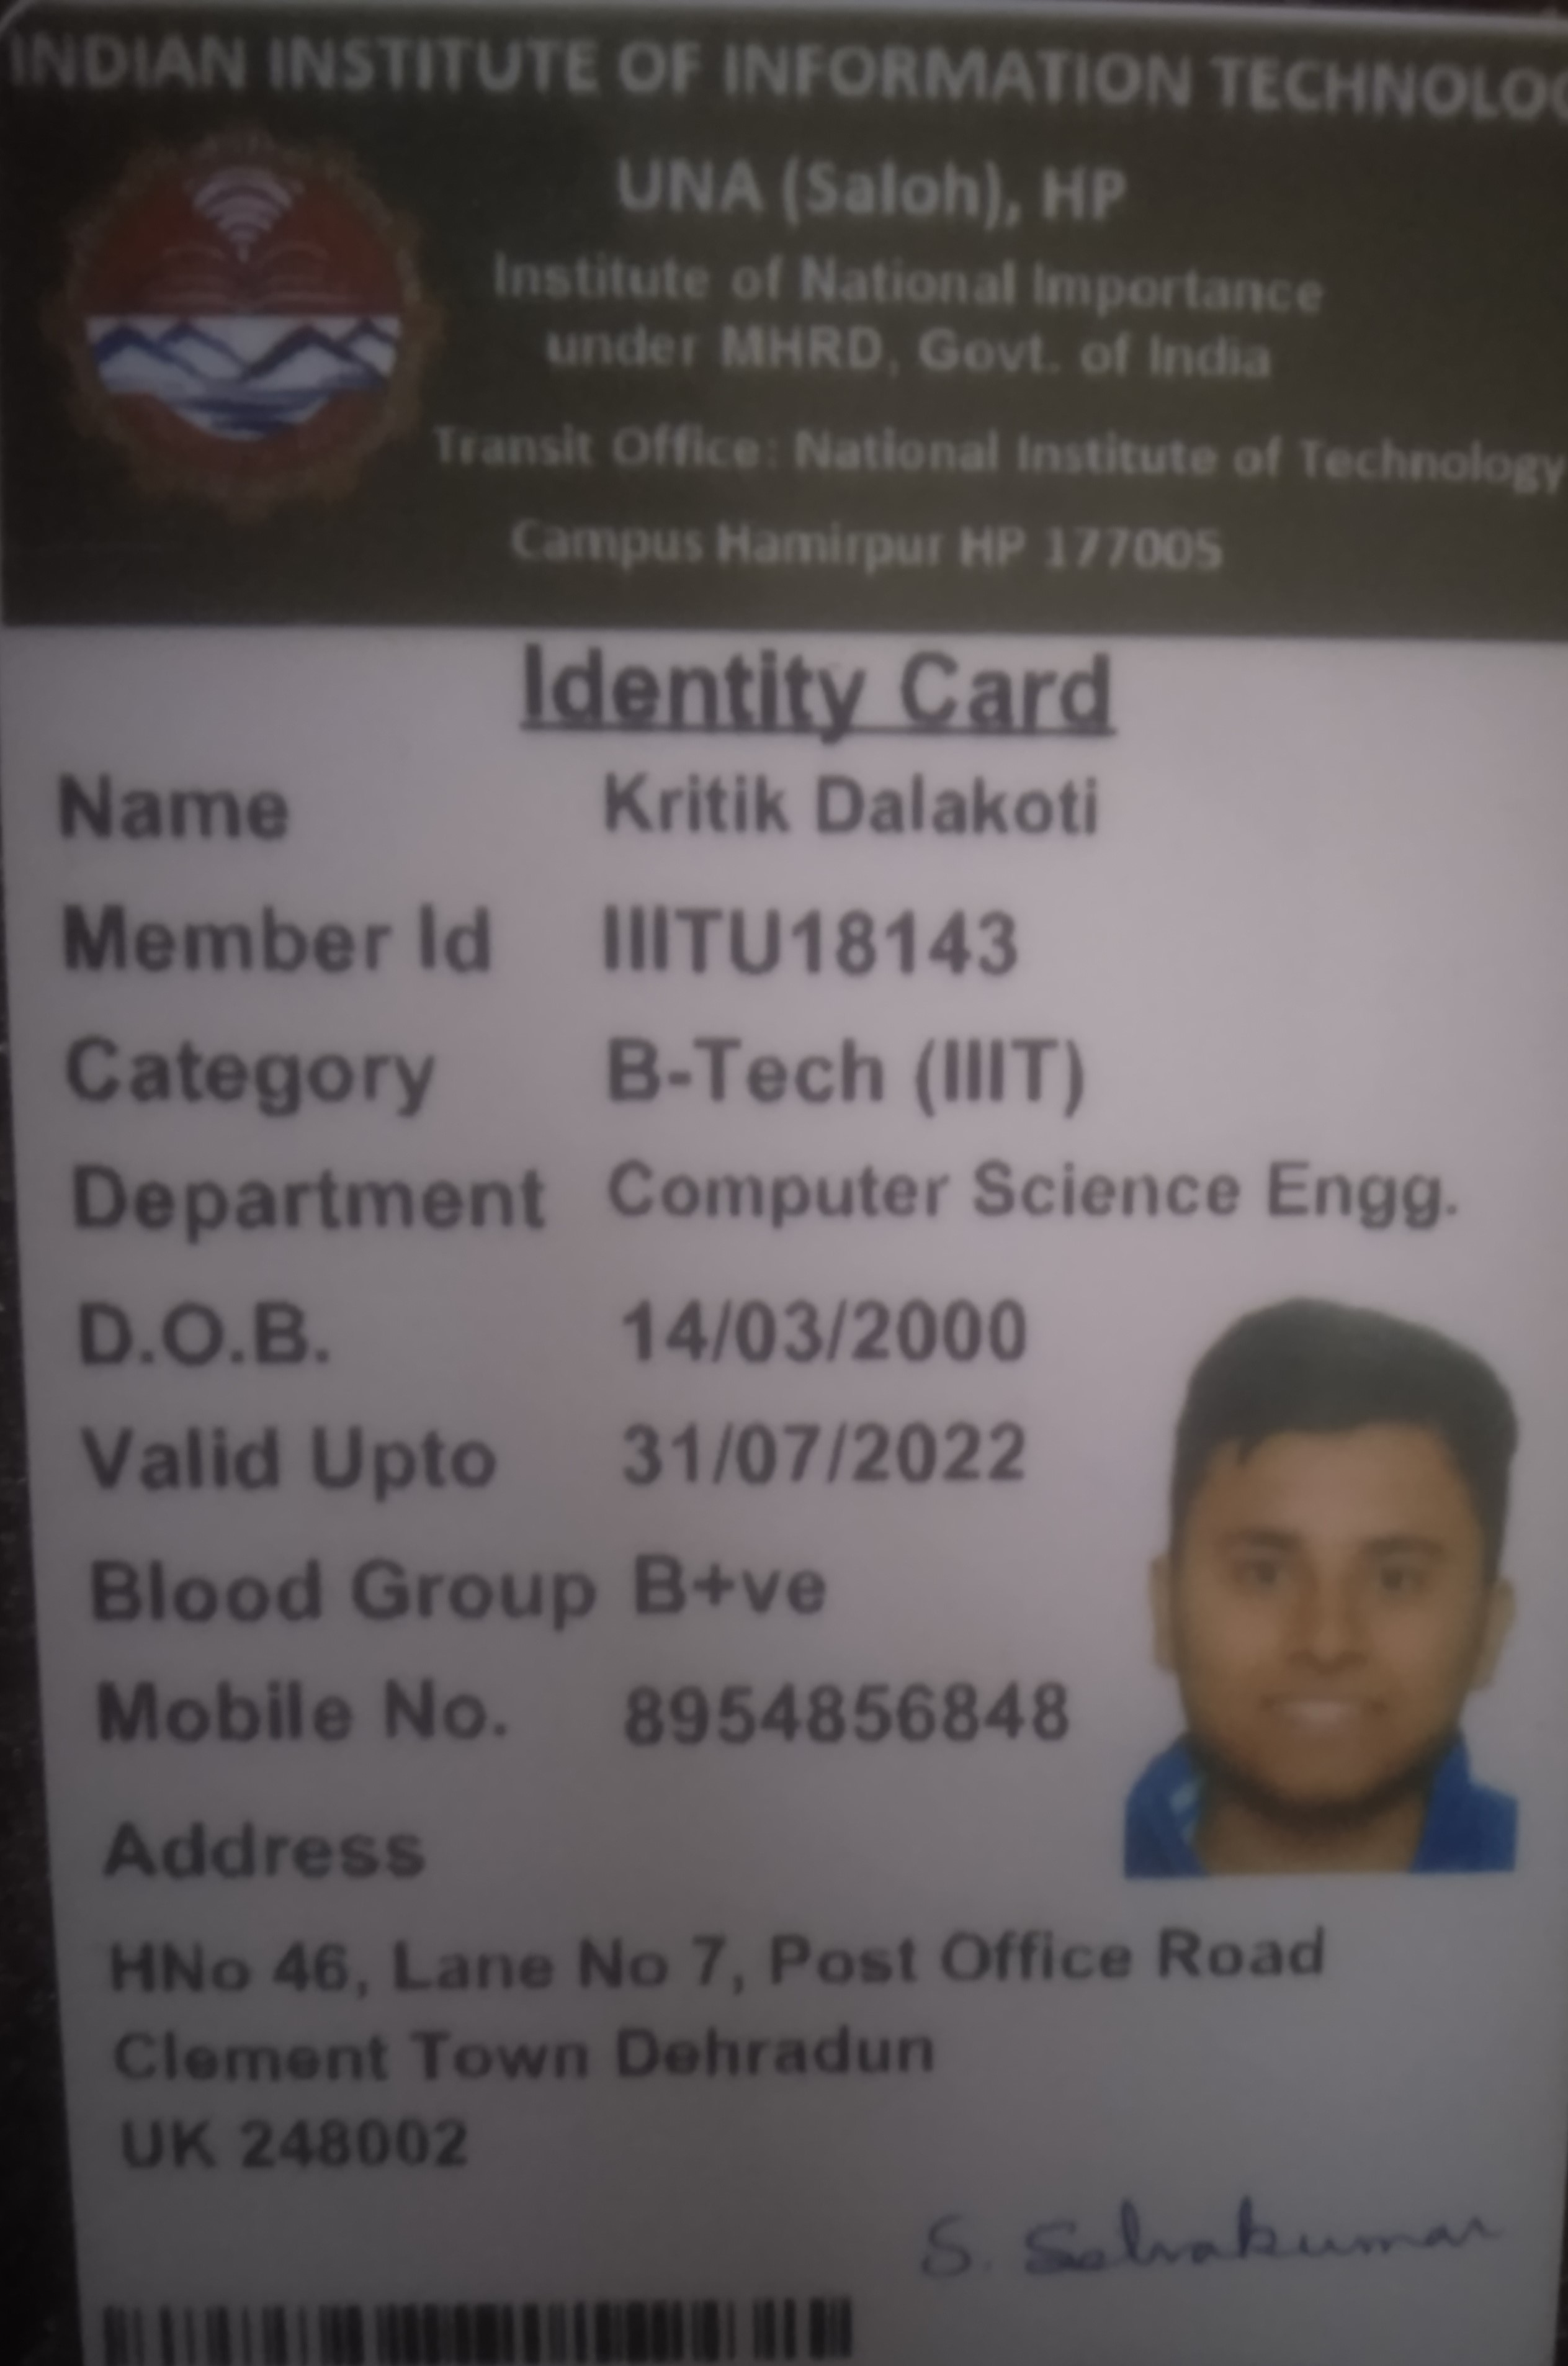 INDIAN INSTITUTE OF INFORMATION TECHNOLOG
UNA (Saloh), HP
Institute of National Importance
under MHRD, Govt. of India
Transit Office: National Institute of Technology
Campus Hamirpur HP 177005
Identity Card
Name Kritik Dalakoti
Member Id IIITU18143
Category B-Tech (IIIT)
Department Computer Science Engg.
D.O.B. 14/03/2000
Valid Upto 31/07/2022
Blood Group B+ve
Mobile No. 8954856848
Address
HNo 46, Lane No 7, Post Office Road
Clement Town Dehradun
UK 248002
S. Selvakumar